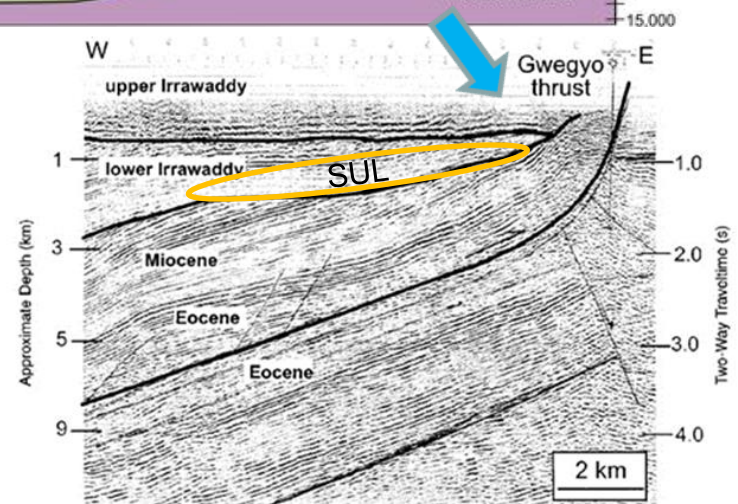 15.000
W
E
Gwegyo
thrust
upper Irrawaddy
1
1.0
lower Irrawaddy
SUL
3
2.0
Miocene
Eocene
5
3.0
Eocene
9
4.0
2 km
Approximate Depth (km)
Two-Way Traveltime (s)